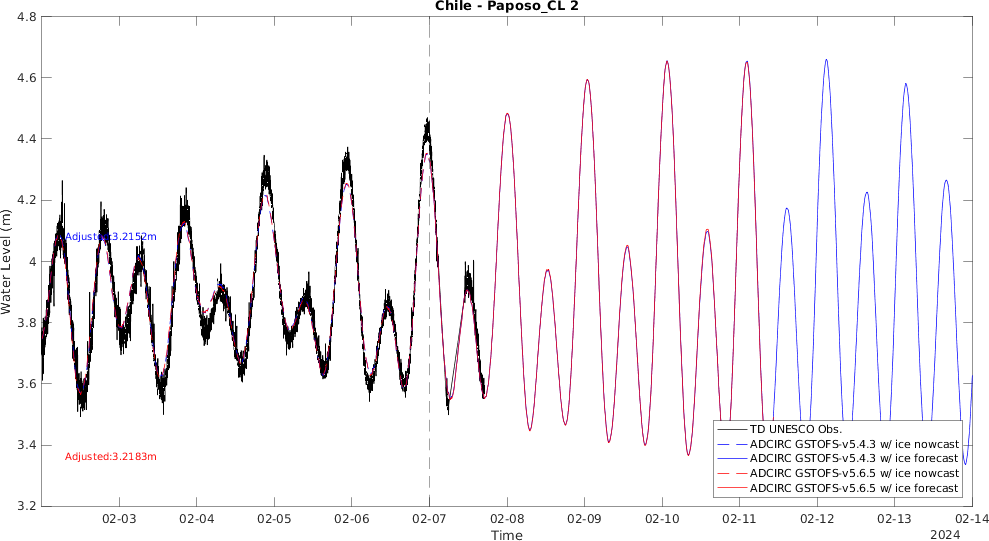 Chile - Paposo_CL 2
4.8
4.6
4.4
4.2
4
3.8
3.6
3.4
3.2
Water Level (m)
Adjusted:3.2152m
Adjusted:3.2183m
TD UNESCO Obs.
ADCIRC GSTOFS-v5.4.3 w/ ice nowcast
ADCIRC GSTOFS-v5.4.3 w/ ice forecast
ADCIRC GSTOFS-v5.6.5 w/ ice nowcast
ADCIRC GSTOFS-v5.6.5 w/ ice forecast
02-03 02-04 02-05 02-06 02-07 02-08 02-09 02-10 02-11 02-12 02-13 02-14
Time
2024